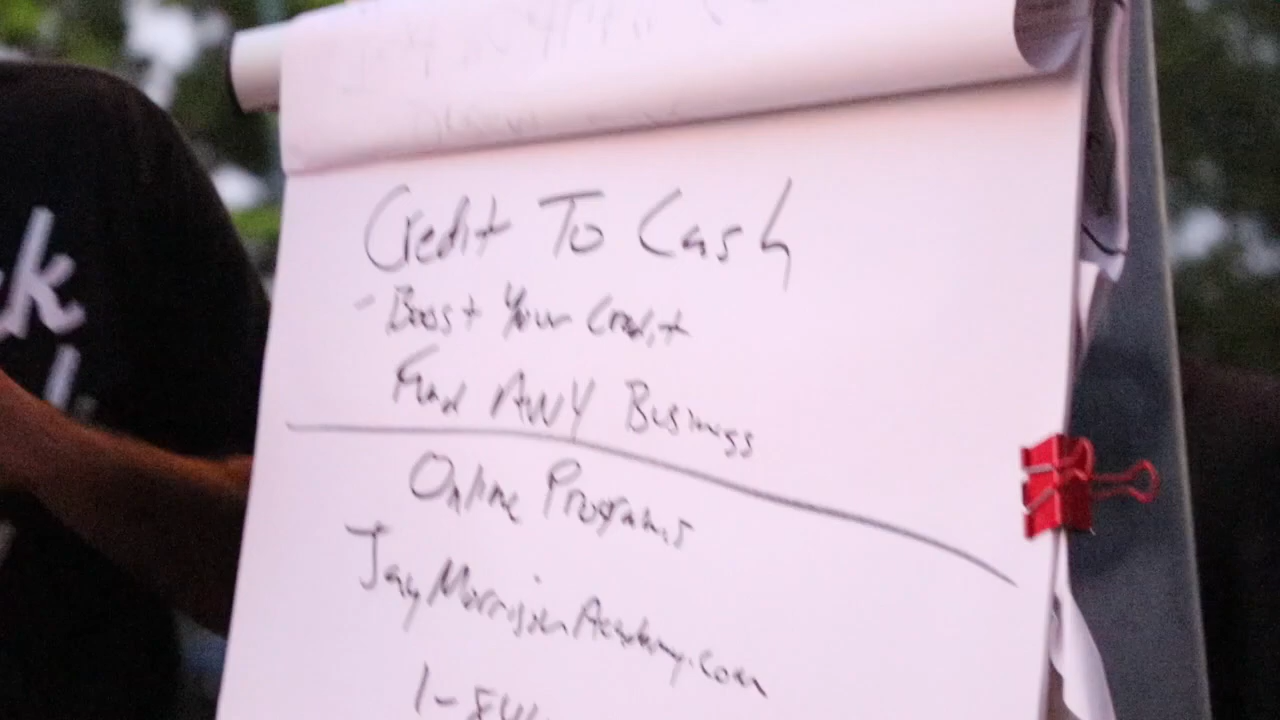 Credit To Cash
- Boost Your Credit
Fund ANY Business
Online Programs
JayMorrisonAcademy.com
k